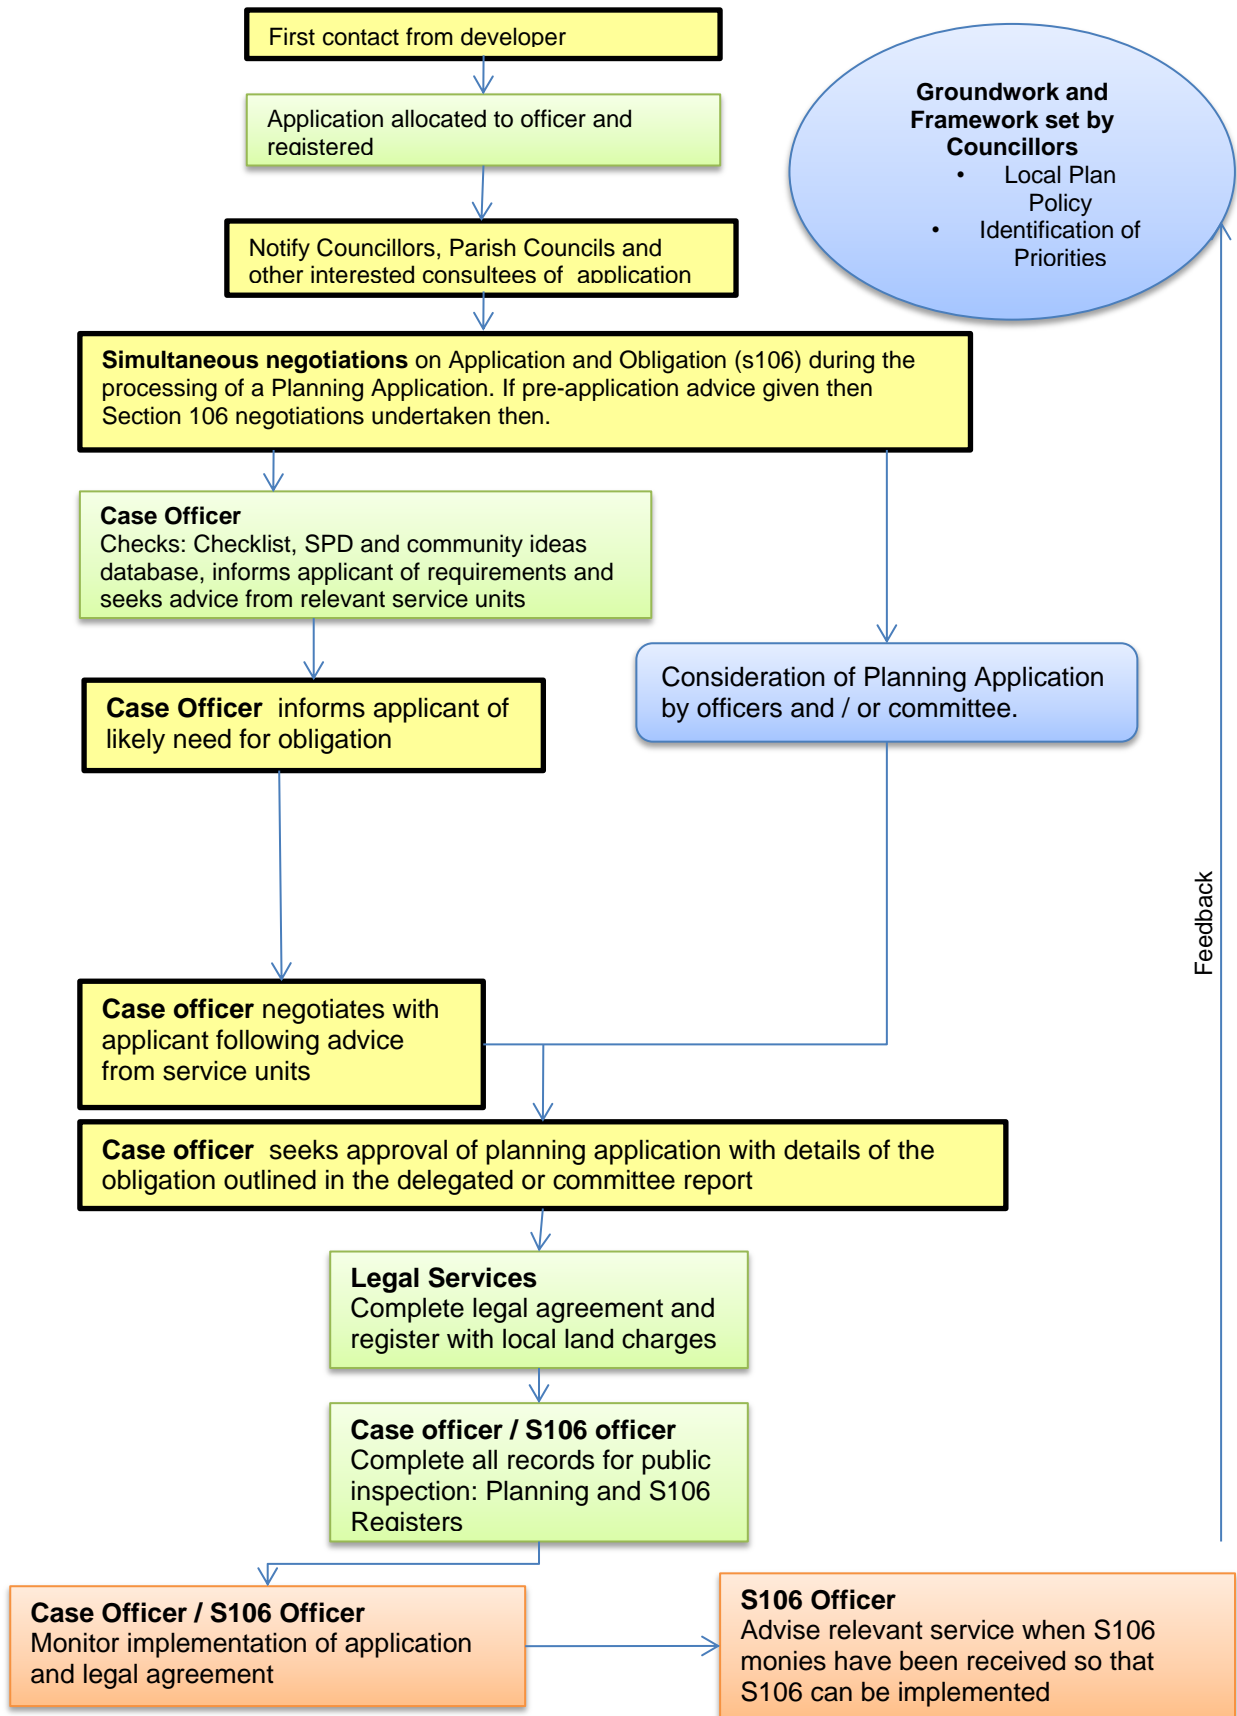 First contact from developer
Application allocated to officer and
registered
Notify Councillors, Parish Councils and
other interested consultees of application
Groundwork and
Framework set by
Councillors
• Local Plan
Policy
• Identification of
Priorities
Simultaneous negotiations on Application and Obligation (s106) during the
processing of a Planning Application. If pre-application advice given then
Section 106 negotiations undertaken then.
Case Officer
Checks: Checklist, SPD and community ideas
database, informs applicant of requirements and
seeks advice from relevant service units
Case Officer informs applicant of
likely need for obligation
Consideration of Planning Application
by officers and / or committee.
Feedback
Case officer negotiates with
applicant following advice
from service units
Case officer seeks approval of planning application with details of the
obligation outlined in the delegated or committee report
Legal Services
Complete legal agreement and
register with local land charges
Case officer / S106 officer
Complete all records for public
inspection: Planning and S106
Registers
Case Officer / S106 Officer
Monitor implementation of application
and legal agreement
S106 Officer
Advise relevant service when S106
monies have been received so that
S106 can be implemented